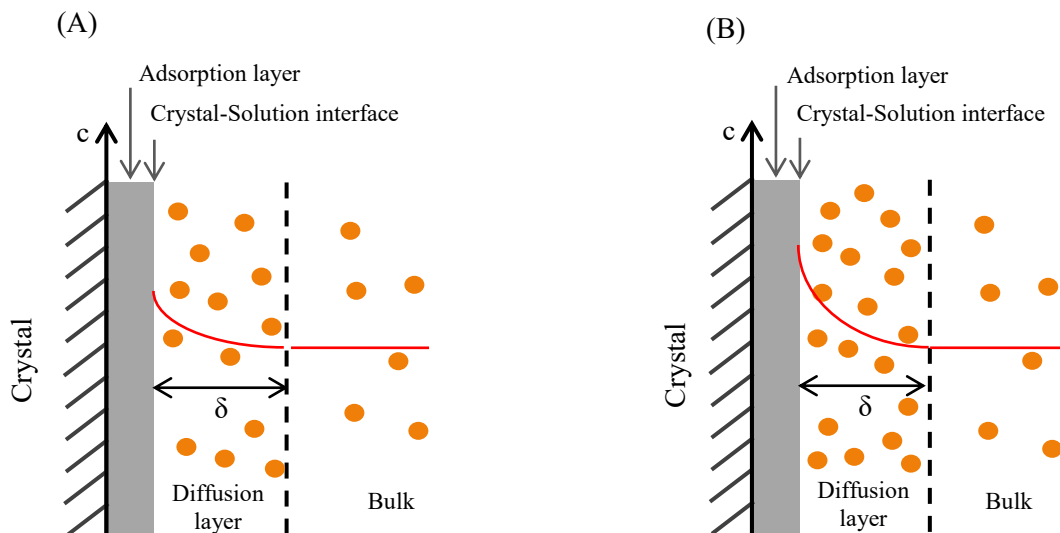 (A)
Adsorption layer
Crystal-Solution interface
c
Crystal
δ
Diffusion
layer
Bulk
(B)
Adsorption layer
Crystal-Solution interface
c
Crystal
δ
Diffusion
layer
Bulk